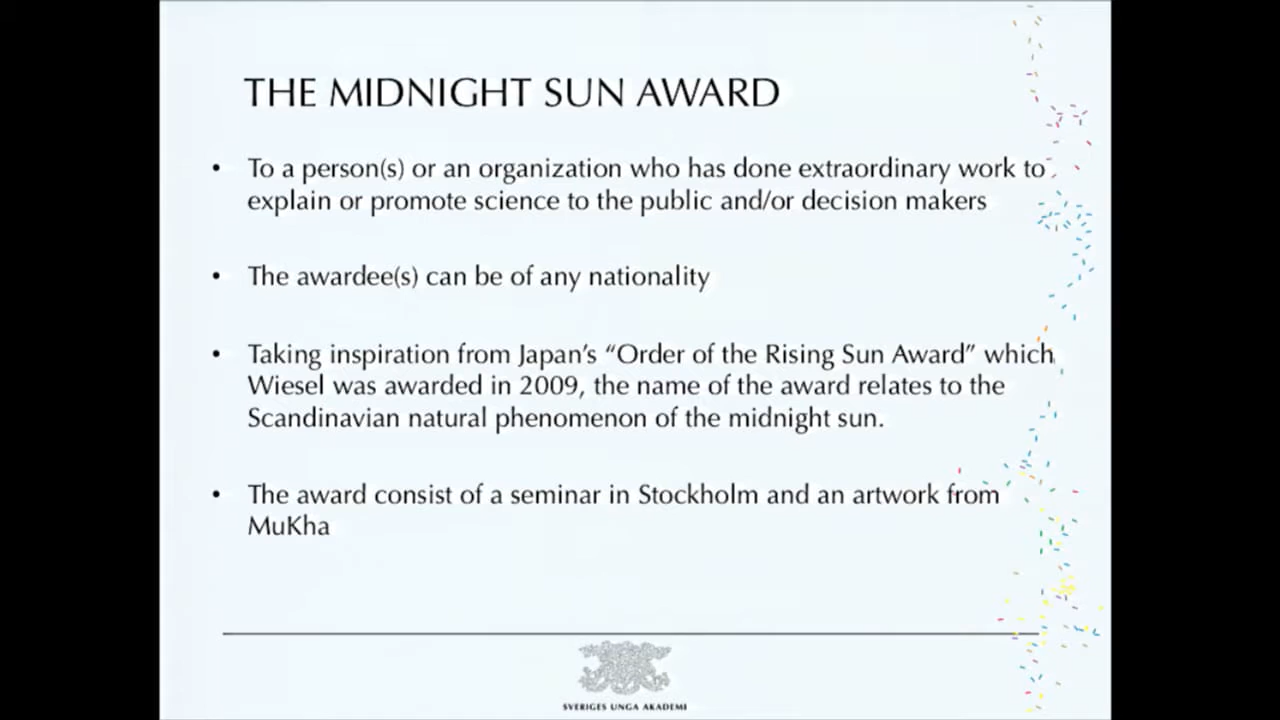 THE MIDNIGHT SUN AWARD
• To a person(s) or an organization who has done extraordinary work to
explain or promote science to the public and/or decision makers
• The awardee(s) can be of any nationality
• Taking inspiration from Japan's “Order of the Rising Sun Award” which
Wiesel was awarded in 2009, the name of the award relates to the
Scandinavian natural phenomenon of the midnight sun.
• The award consist of a seminar in Stockholm and an artwork from
MuKha
SVERIGES UNGA AKADEMI